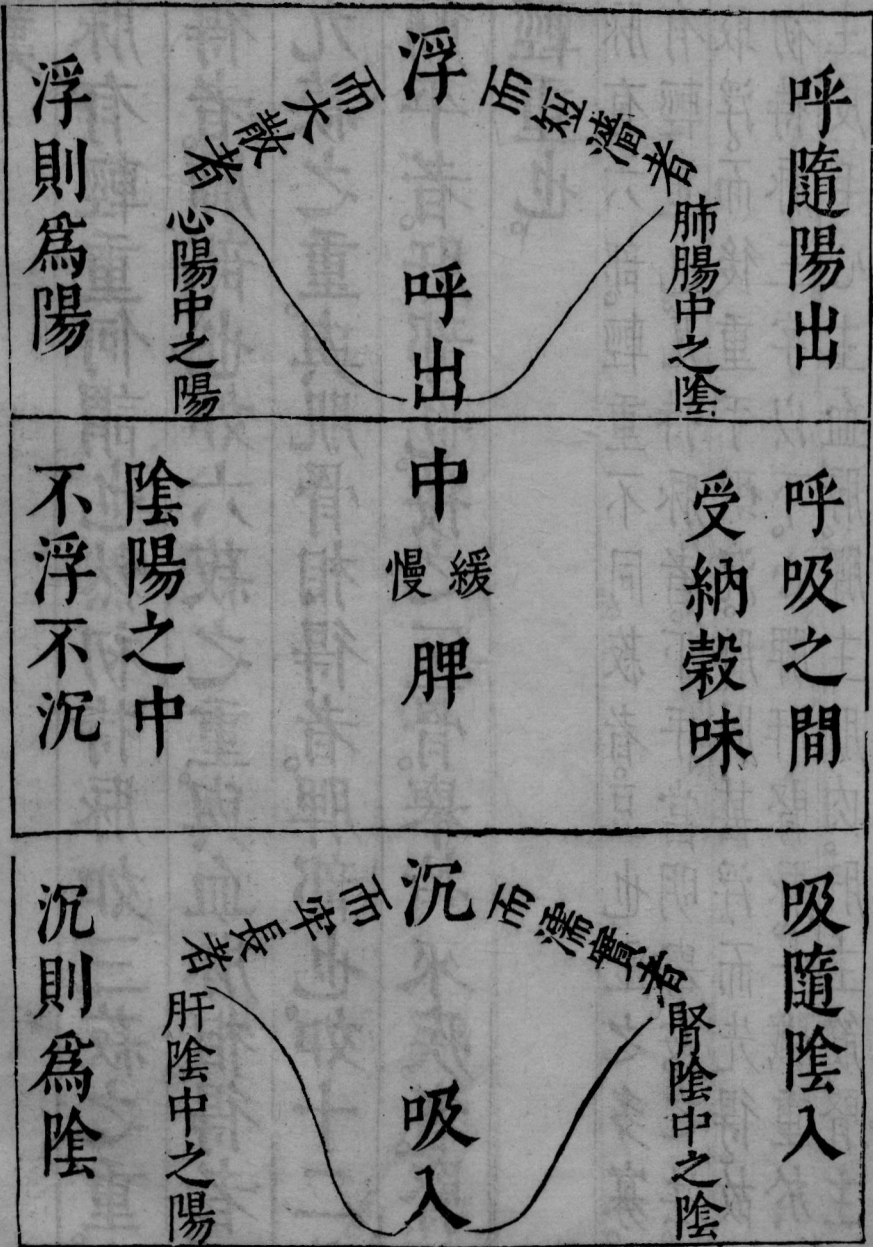 呼隨陽出
浮
而短濇者
肺腸中之陰
呼出
而大散者
心陽中之陽
浮則爲陽
呼吸之間
受納穀味
中
緩慢
脾
陰陽之中
不浮不沉
吸隨陰入
沉
而濡實者
腎陰中之陰
吸入
而牢長者
肝陰中之陽
沉則爲陰